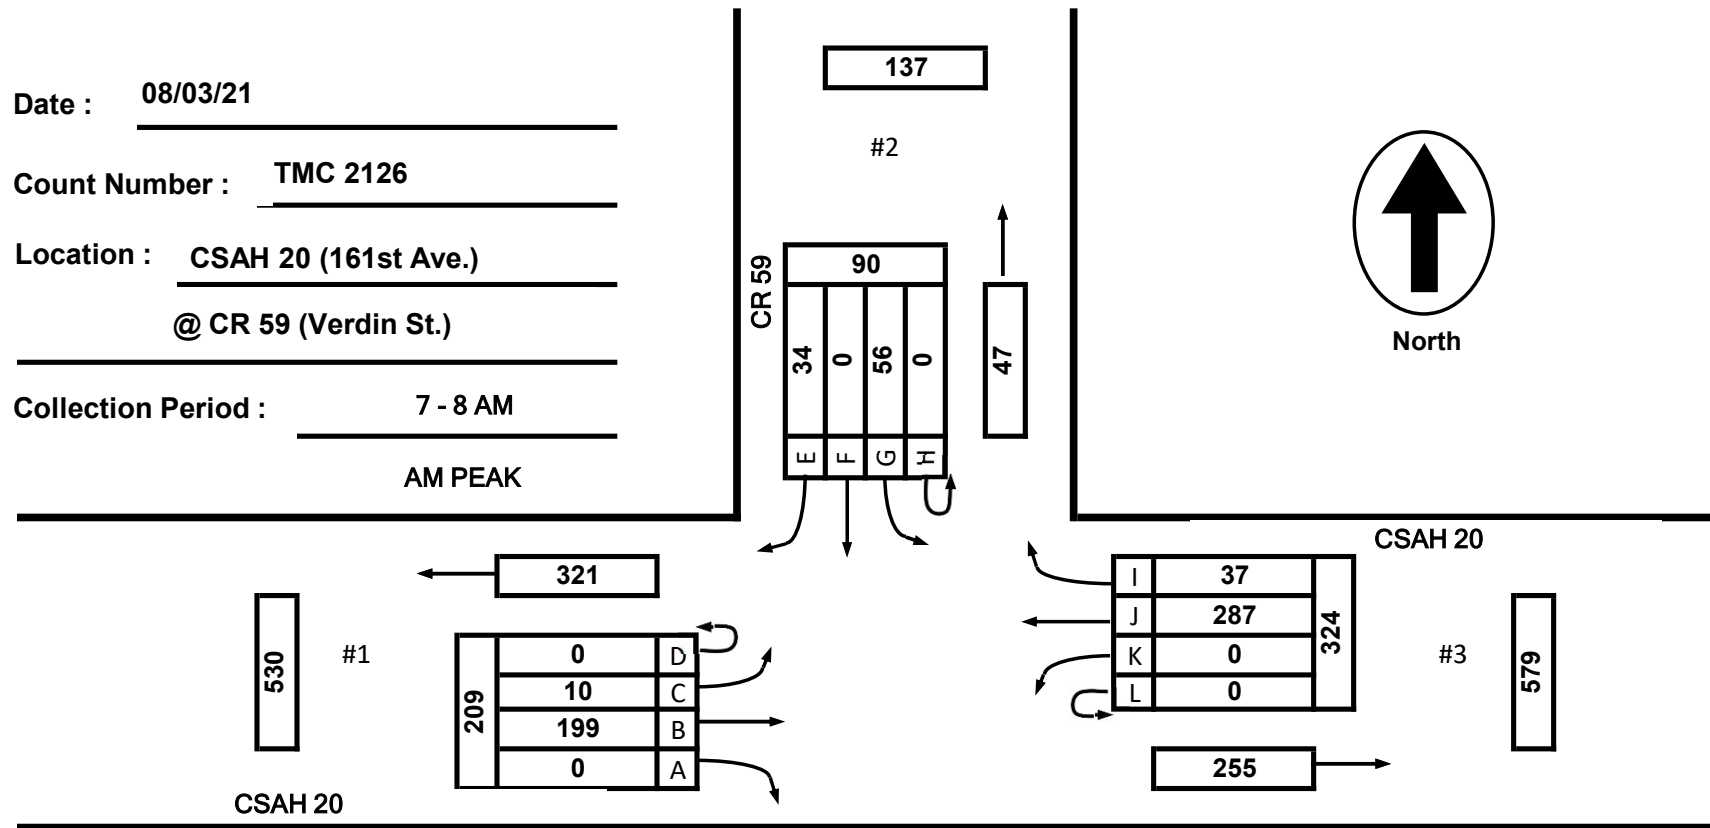 Date : 08/03/21
Count Number : TMC 2126
Location : CSAH 20 (161st Ave.)
@ CR 59 (Verdin St.)
Collection Period : 7 - 8 AM
AM PEAK
137
#2
CR 59
90
34 0 56 0
E F G H
47
North
CSAH 20
321
530
#1
209
0 D
10 C
199 B
0 A
CSAH 20
I 37
J 287
K 0
L 0
324
#3
579
255